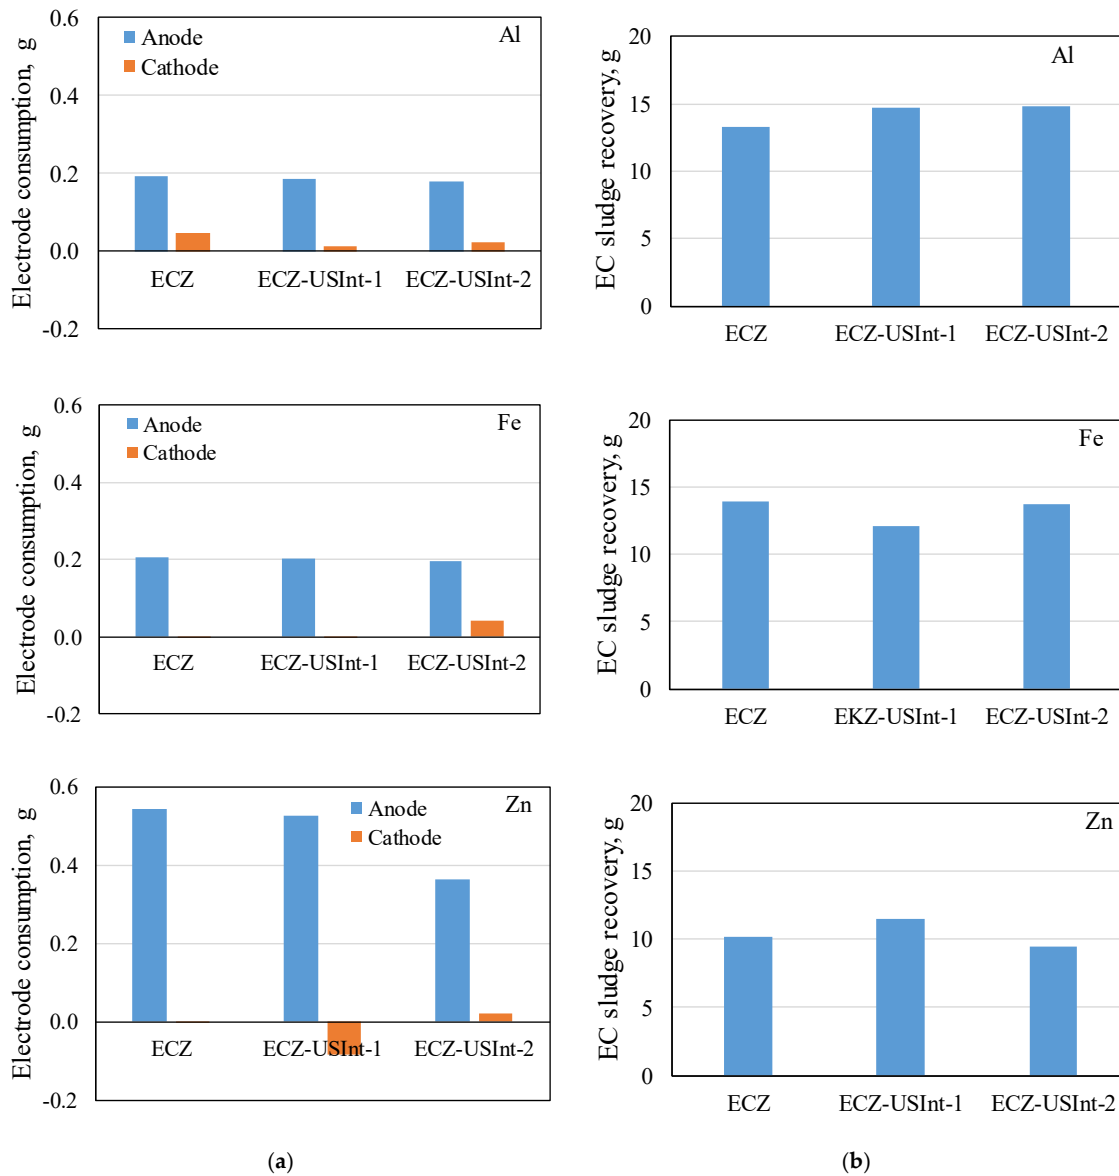 Electrode consumption, g
0.6
0.4
0.2
0.0
-0.2
Anode
Cathode
Al
ECZ
ECZ-USInt-1
ECZ-USInt-2
EC sludge recovery, g
20
15
10
5
0
Al
ECZ
ECZ-USInt-1
ECZ-USInt-2
Electrode consumption, g
0.6
0.4
0.2
0.0
-0.2
Anode
Cathode
Fe
ECZ
ECZ-USInt-1
ECZ-USInt-2
EC sludge recovery, g
20
15
10
5
0
Fe
ECZ
EKZ-USInt-1
ECZ-USInt-2
Electrode consumption, g
0.6
0.4
0.2
0.0
-0.2
Anode
Cathode
Zn
ECZ
ECZ-USInt-1
ECZ-USInt-2
EC sludge recovery, g
20
15
10
5
0
Zn
ECZ
ECZ-USInt-1
ECZ-USInt-2
(a)
(b)